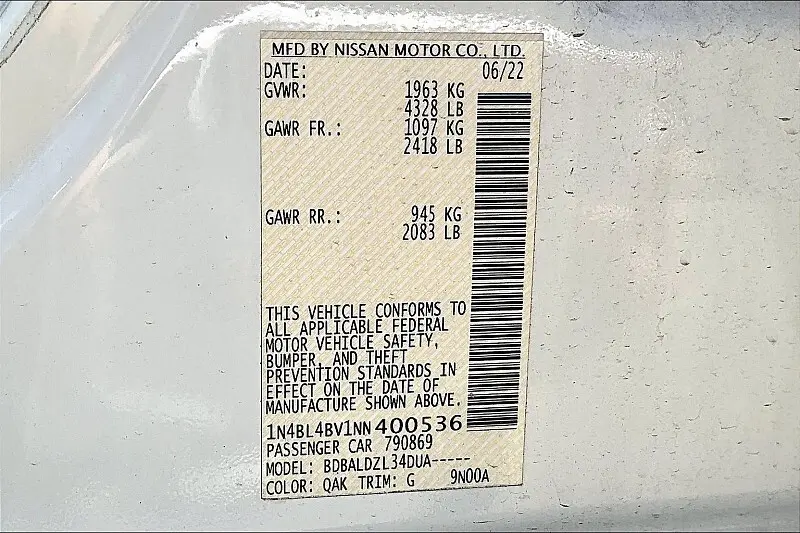 MFD BY NISSAN MOTOR CO., LTD.
DATE: 06/22
GVWR: 1963 KG
4328 LB
GAWR FR.: 1097 KG
2418 LB
GAWR RR.: 945 KG
2083 LB
THIS VEHICLE CONFORMS TO
ALL APPLICABLE FEDERAL
MOTOR VEHICLE SAFETY,
BUMPER, AND THEFT
PREVENTION STANDARDS IN
EFFECT ON THE DATE OF
MANUFACTURE SHOWN ABOVE.
1N4BL4BV1NN400536
PASSENGER CAR 790869
MODEL: BDBALDZL34DUA-----
COLOR: QAK TRIM: G 9N00A